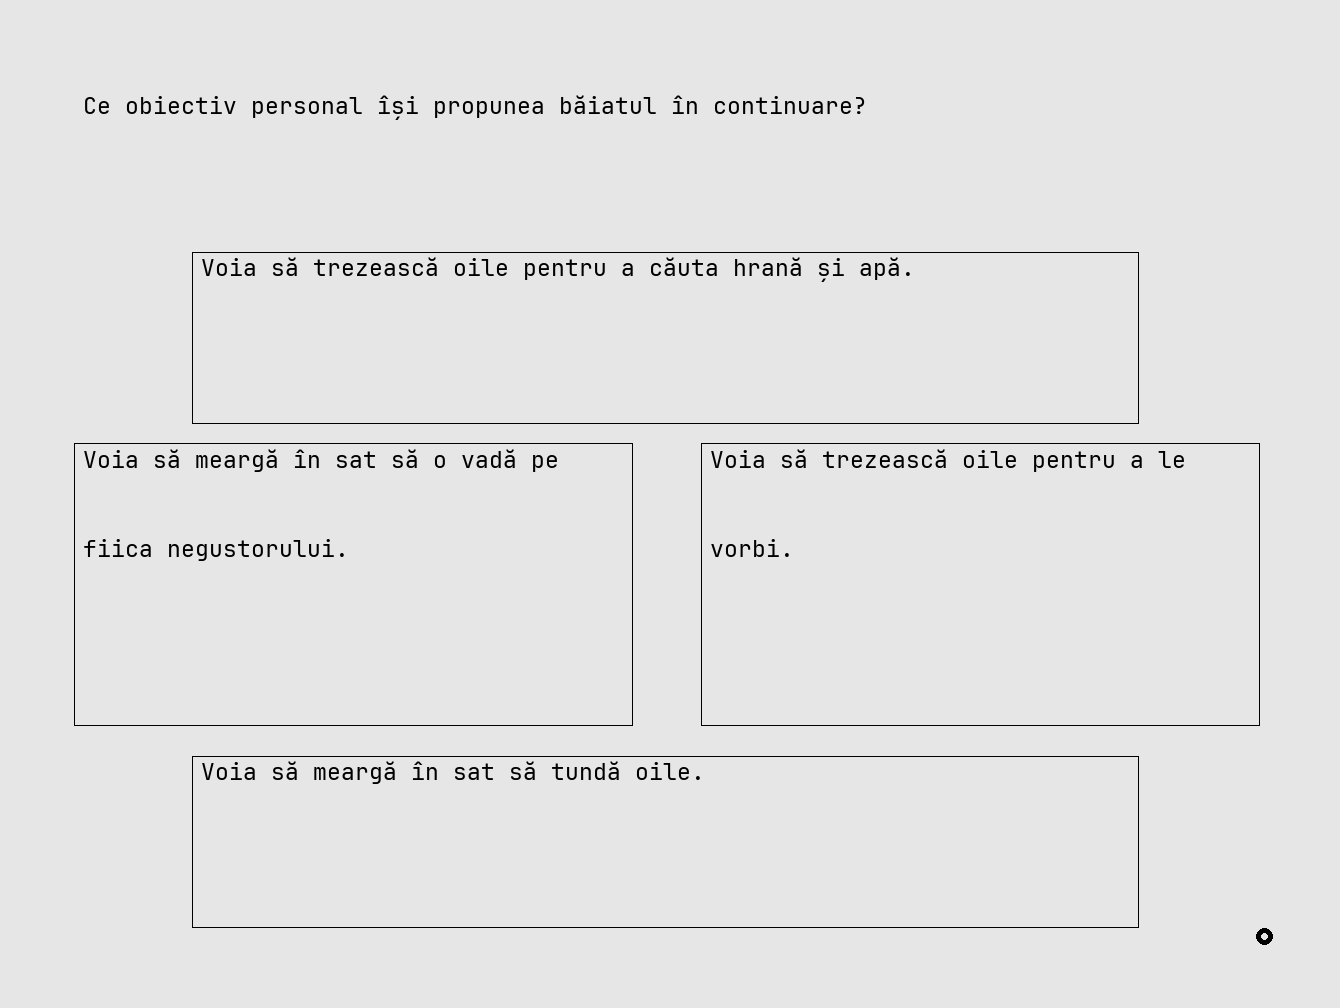 Ce obiectiv personal își propunea băiatul în continuare?
Voia să trezească oile pentru a căuta hrană și apă.
Voia să meargă în sat să o vadă pe
fiica negustorului.
Voia să trezească oile pentru a le
vorbi.
Voia să meargă în sat să tundă oile.